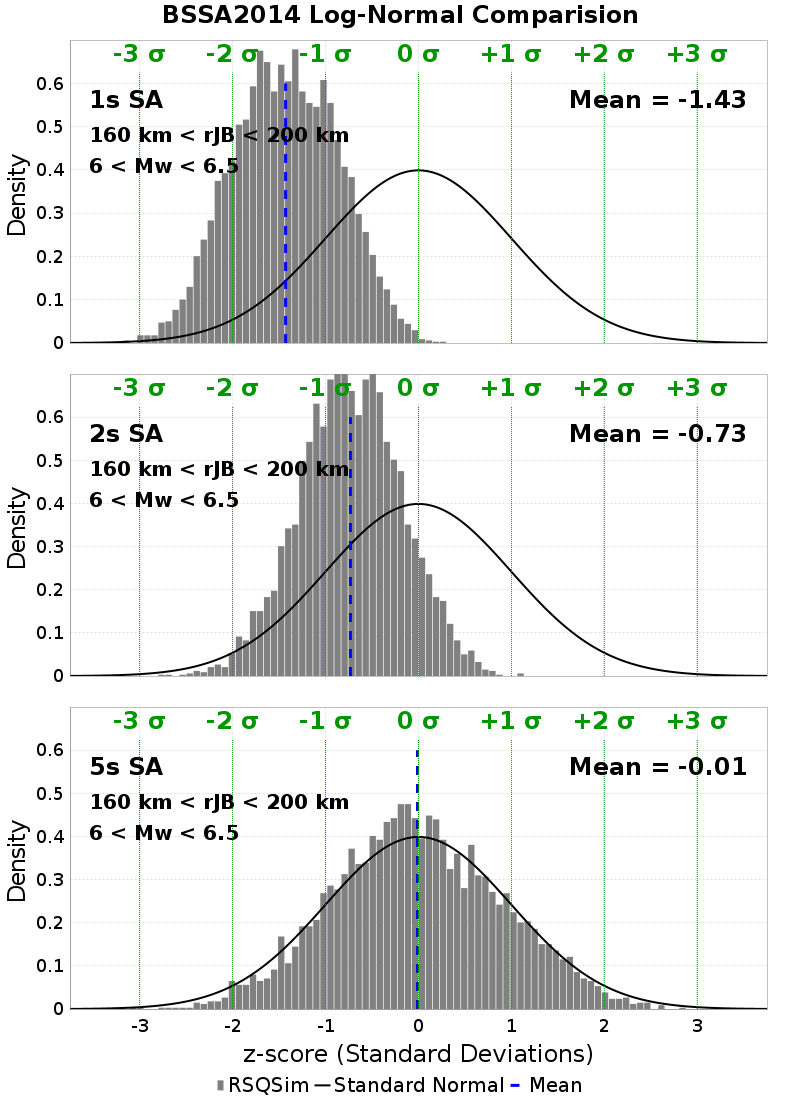 BSSA2014 Log-Normal Comparision
-3 σ -2 σ -1 σ 0 σ +1 σ +2 σ +3 σ
1s SA Mean = -1.43
160 km < rJB < 200 km
6 < Mw < 6.5
Density
0.6
0.5
0.4
0.3
0.2
0.1
0
-3 σ -2 σ -1 σ 0 σ +1 σ +2 σ +3 σ
2s SA Mean = -0.73
160 km < rJB < 200 km
6 < Mw < 6.5
Density
0.6
0.5
0.4
0.3
0.2
0.1
0
-3 σ -2 σ -1 σ 0 σ +1 σ +2 σ +3 σ
5s SA Mean = -0.01
160 km < rJB < 200 km
6 < Mw < 6.5
Density
0.6
0.5
0.4
0.3
0.2
0.1
0
-3 -2 -1 0 1 2 3
z-score (Standard Deviations)
RSQSim Standard Normal Mean